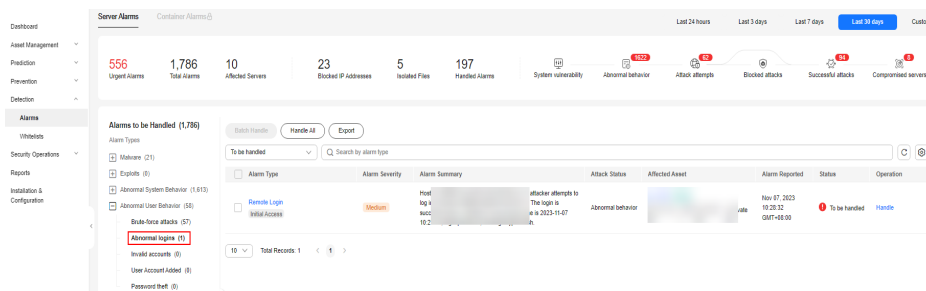 Server Alarms Container Alarms
Last 24 hours Last 3 days Last 7 days Last 30 days
Dashboard
Asset Management
Prediction
Prevention
Detection
Alarms
Whitelists
Security Operations
Reports
Installation &
Configuration
556 1,786 10 23 5 197
Urgent Alarms Total Alarms Affected Servers Blocked IP Addresses Isolated Files Handled Alarms
1622 62 94 8
System vulnerability Abnormal behavior Attack attempts Blocked attacks Successful attacks Compromised servers
Alarms to be Handled (1,786)
Alarm Types
Malware (21)
Exploits (0)
Abnormal System Behavior (1,613)
Abnormal User Behavior (58)
Brute-force attacks (57)
Abnormal logins (1)
Invalid accounts (0)
User Account Added (0)
Password theft (0)
Batch Handle Handle All Export
To be handled Search by alarm type
Alarm Type Alarm Severity Alarm Summary Attack Status Affected Asset Alarm Reported Status Operation
Remote Login
Initial Access
Medium
Host attacker attempts to
log i The login is
succ e is 2023-11-07
10:2
Abnormal behavior
Nov 07, 2023
10:28:32
GMT+08:00
To be handled
Handle
10 Total Records: 1 < 1 >